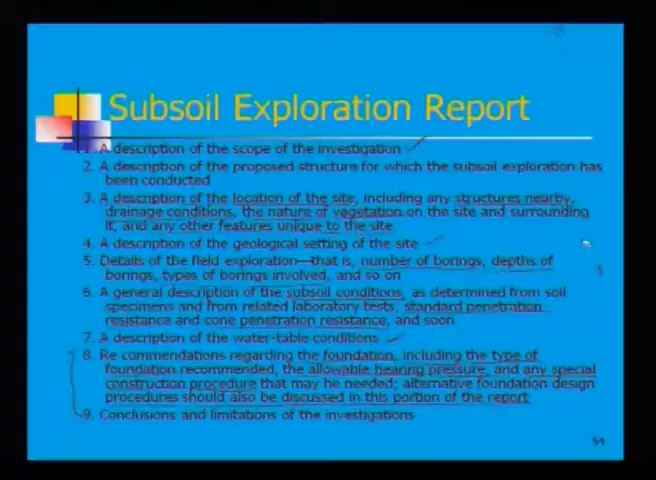 Subsoil Exploration Report
1. A description of the scope of the investigation
2. A description of the proposed structure for which the subsoil exploration has
been conducted
3. A description of the location of the site, including any structures nearby,
drainage conditions, the nature of vegetation on the site and surrounding
it, and any other features unique to the site
4. A description of the geological setting of the site
5. Details of the field exploration—that is, number of borings, depths of
borings, types of borings involved, and so on
6. A general description of the subsoil conditions, as determined from soil
specimens and from related laboratory tests, standard penetration
resistance and cone penetration resistance, and soon
7. A description of the water-table conditions
8. Re commendations regarding the foundation, including the type of
foundation recommended, the allowable bearing pressure, and any special
construction procedure that may be needed; alternative foundation design
procedures should also be discussed in this portion of the report
9. Conclusions and limitations of the investigations
54